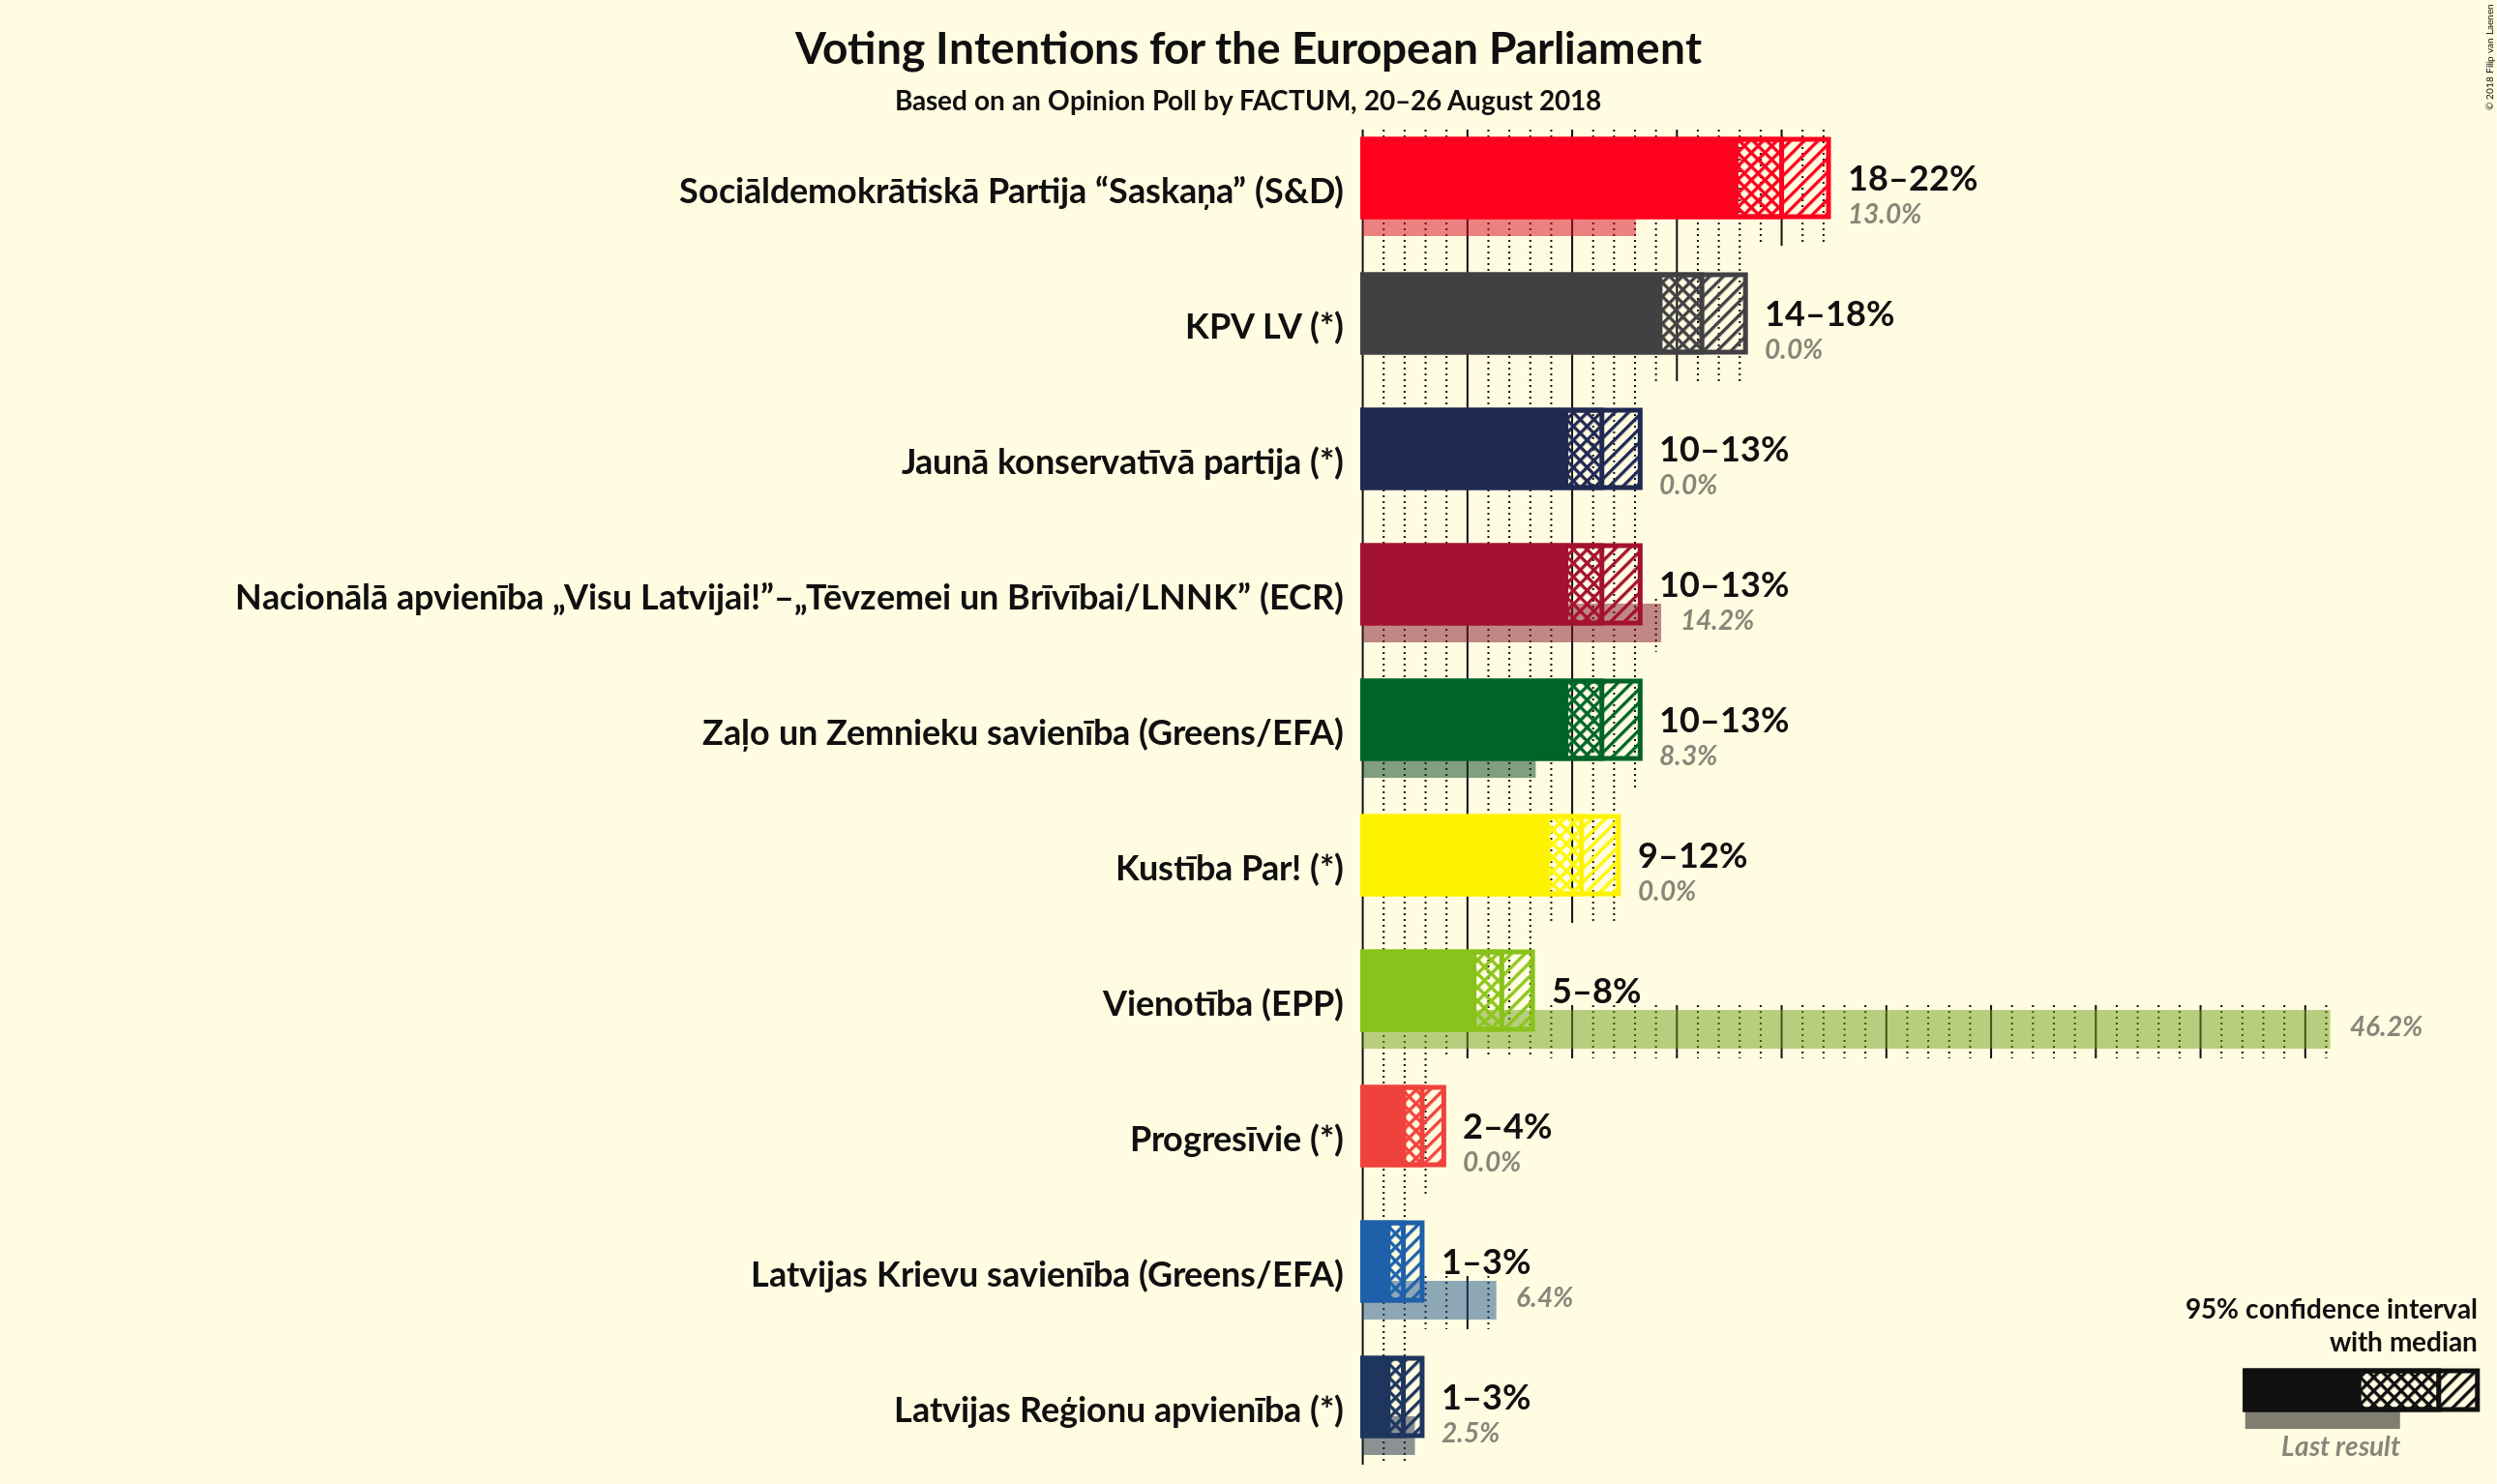 Voting Intentions for the European Parliament
Based on an Opinion Poll by FACTUM, 20–26 August 2018
© 2018 Filip van Laenen
Sociāldemokrātiskā Partija “Saskaņa” (S&D)
18–22%
13.0%
KPV LV (*)
14–18%
0.0%
Jaunā konservatīvā partija (*)
10–13%
0.0%
Nacionālā apvienība „Visu Latvijai!”–„Tēvzemei un Brīvībai/LNNK” (ECR)
10–13%
14.2%
Zaļo un Zemnieku savienība (Greens/EFA)
10–13%
8.3%
Kustība Par! (*)
9–12%
0.0%
Vienotība (EPP)
5–8%
46.2%
Progresīvie (*)
2–4%
0.0%
Latvijas Krievu savienība (Greens/EFA)
1–3%
6.4%
Latvijas Reģionu apvienība (*)
1–3%
2.5%
95% confidence interval
with median
Last result